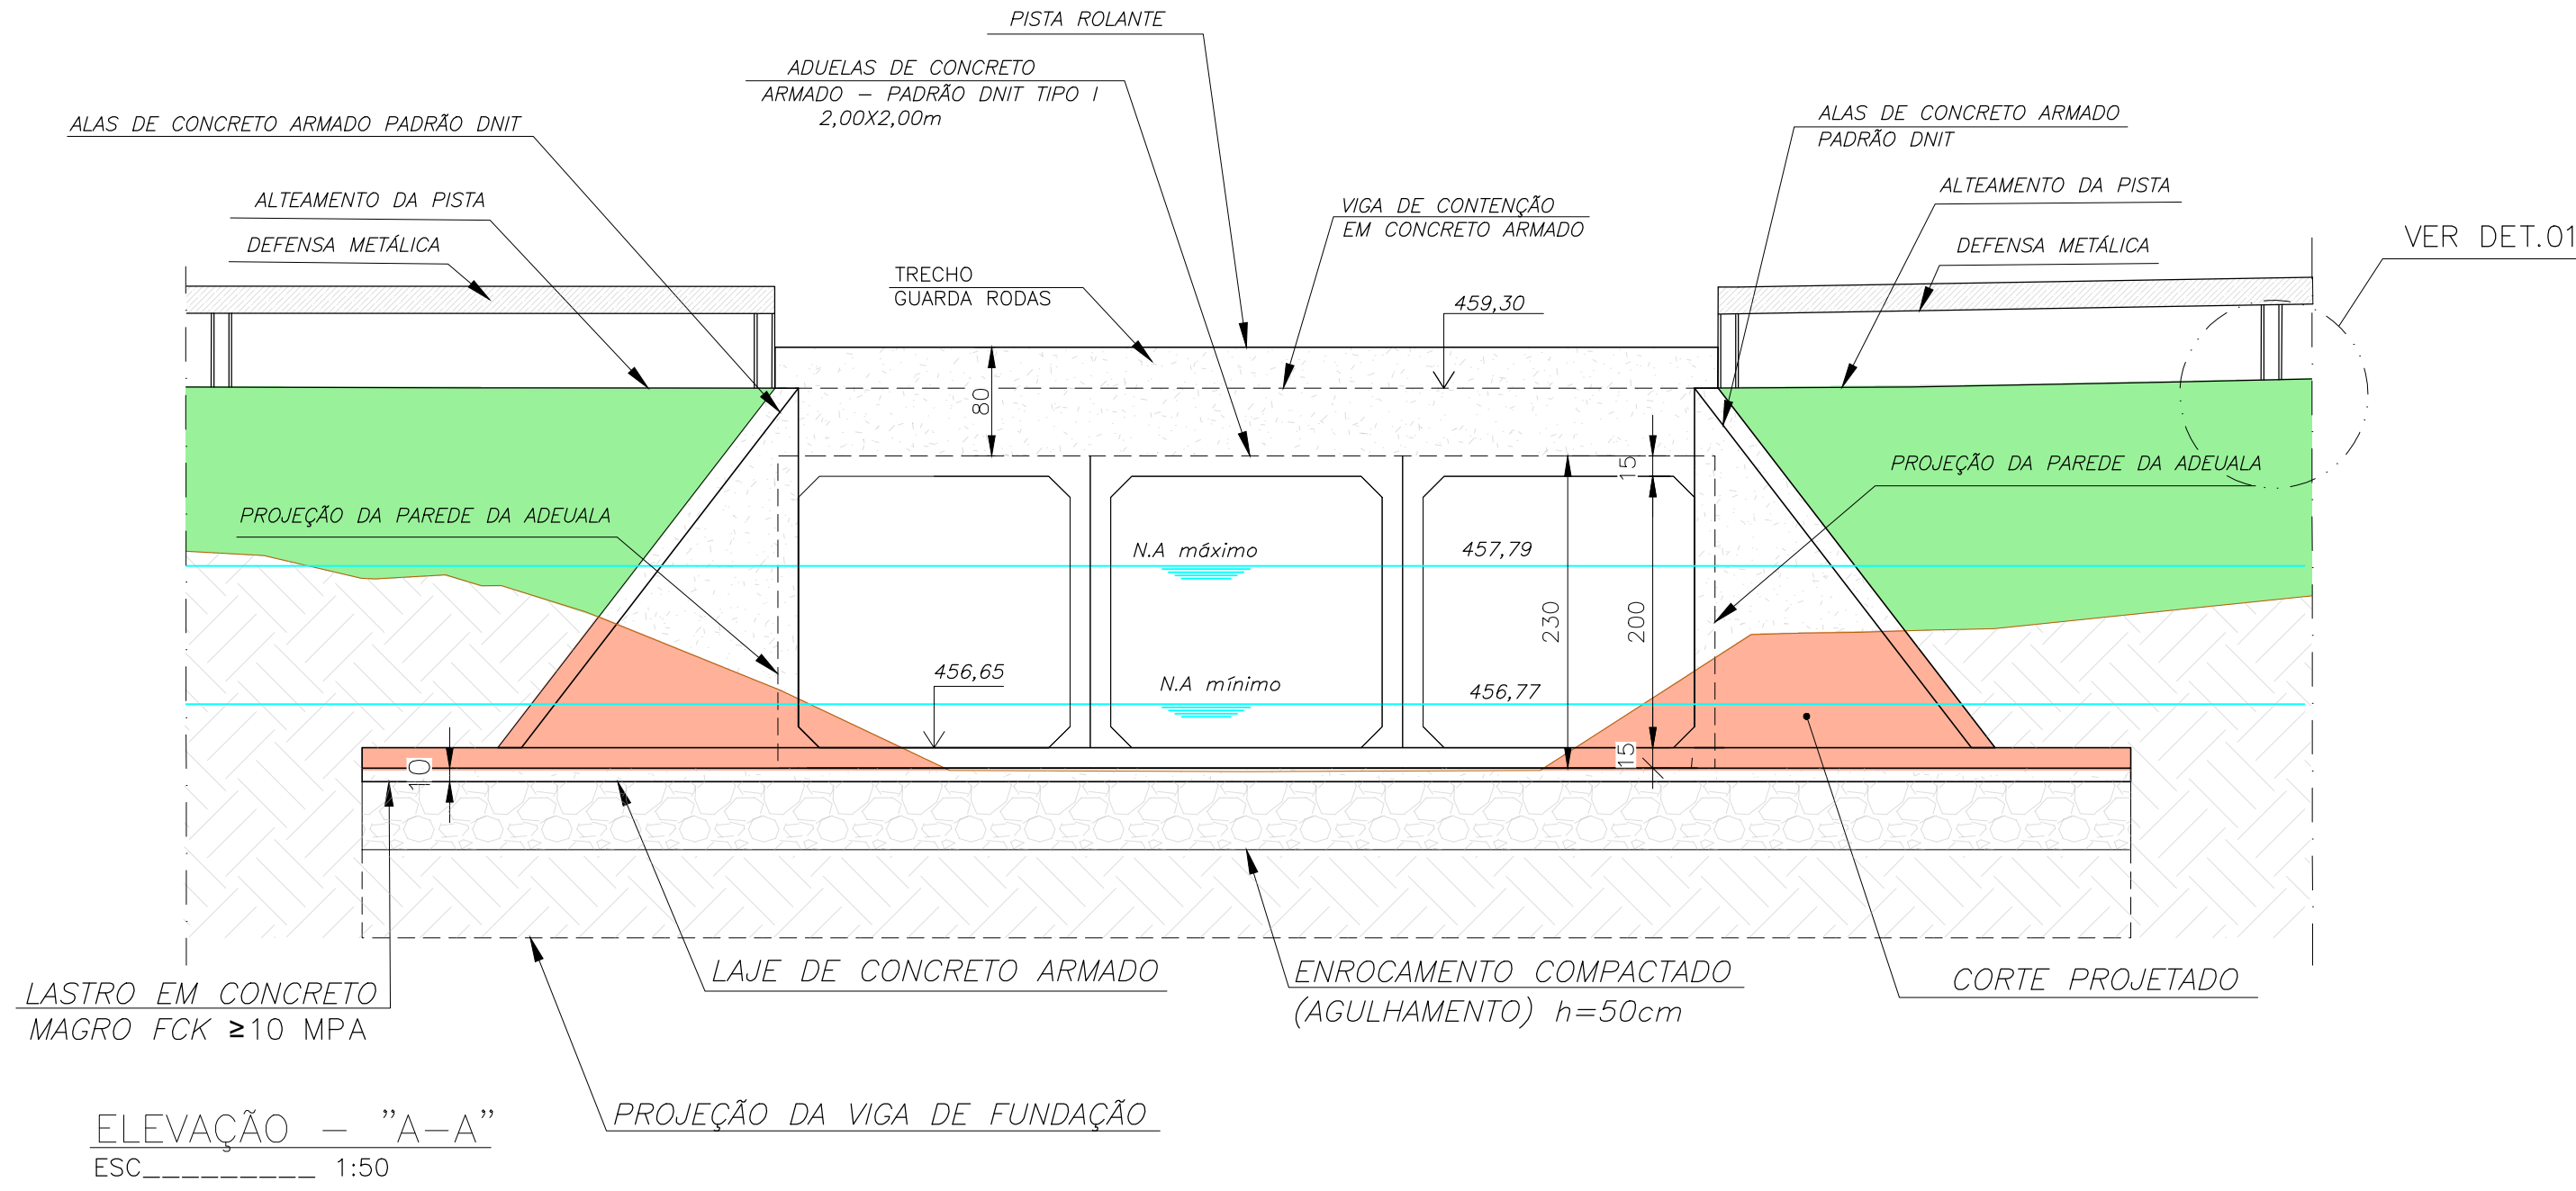 PISTA ROLANTE
ADUELAS DE CONCRETO
ARMADO – PADRÃO DNIT TIPO I
2,00X2,00m
ALAS DE CONCRETO ARMADO PADRÃO DNIT
ALAS DE CONCRETO ARMADO
PADRÃO DNIT
ALTEAMENTO DA PISTA
DEFENSA METÁLICA
VIGA DE CONTENÇÃO
EM CONCRETO ARMADO
ALTEAMENTO DA PISTA
DEFENSA METÁLICA
VER DET.01
TRECHO
GUARDA RODAS
459,30
80
15
PROJEÇÃO DA PAREDE DA ADEUALA
PROJEÇÃO DA PAREDE DA ADEUALA
N.A máximo
457,79
230
200
456,65
N.A mínimo
456,77
15
10
LAJE DE CONCRETO ARMADO
ENROCAMENTO COMPACTADO
(AGULHAMENTO) h=50cm
CORTE PROJETADO
LASTRO EM CONCRETO
MAGRO FCK ≥10 MPA
PROJEÇÃO DA VIGA DE FUNDAÇÃO
ELEVAÇÃO – "A–A"
ESC_________ 1:50